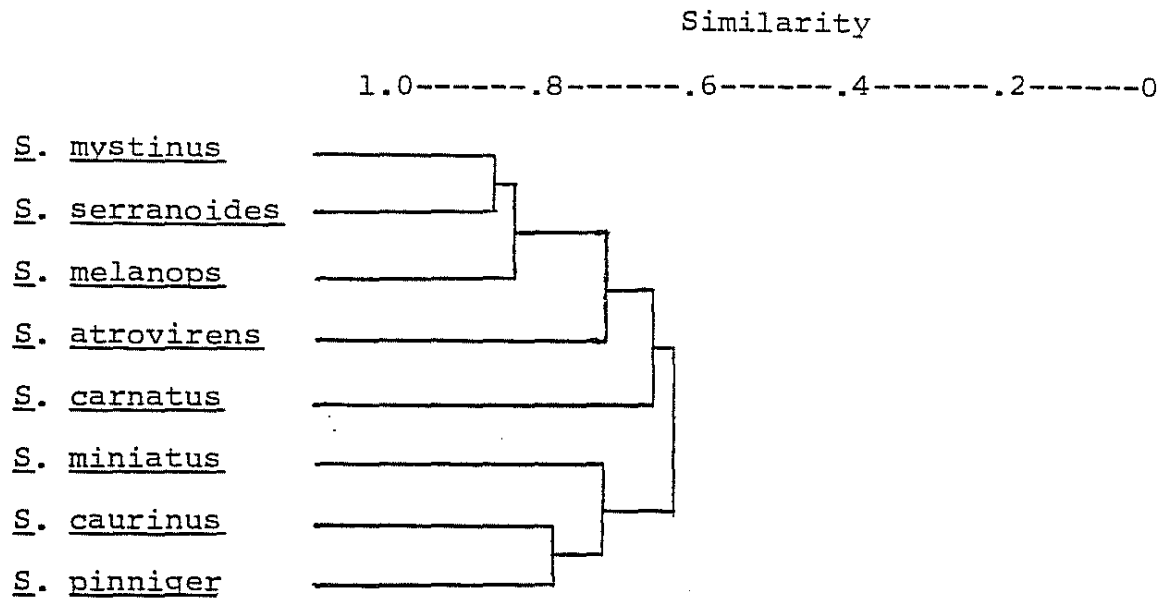 Similarity
1.0------.8------.6------.4------.2------0
S. mystinus
S. serranoides
S. melanops
S. atrovirens
S. carnatus
S. miniatus
S. caurinus
S. pinniger